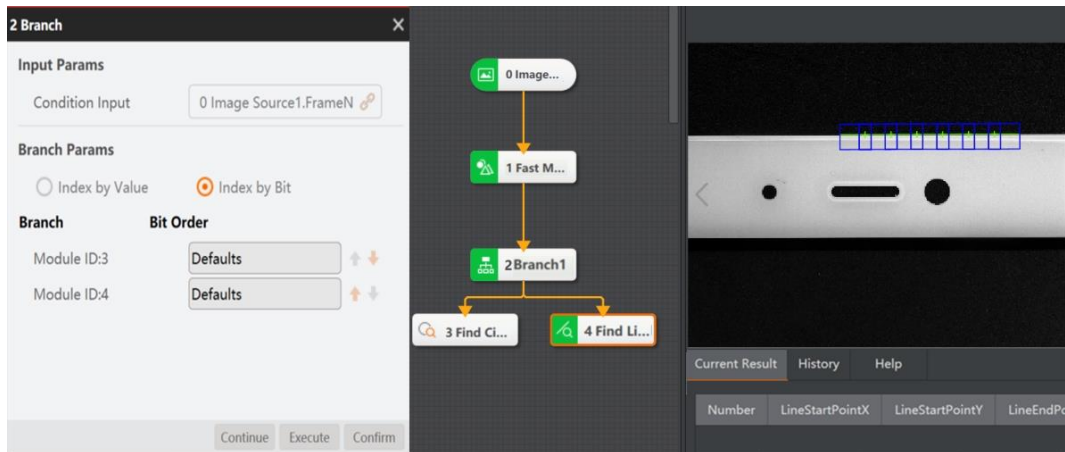 2 Branch
Input Params
Condition Input 0 Image Source1.FrameN
Branch Params
Index by Value Index by Bit
Branch Bit Order
Module ID:3 Defaults
Module ID:4 Defaults
Continue Execute Confirm
0 Image...
1 Fast M...
2Branch1
3 Find Ci...
4 Find Li...
Current Result History Help
Number LineStartPointX LineStartPointY LineEndPo